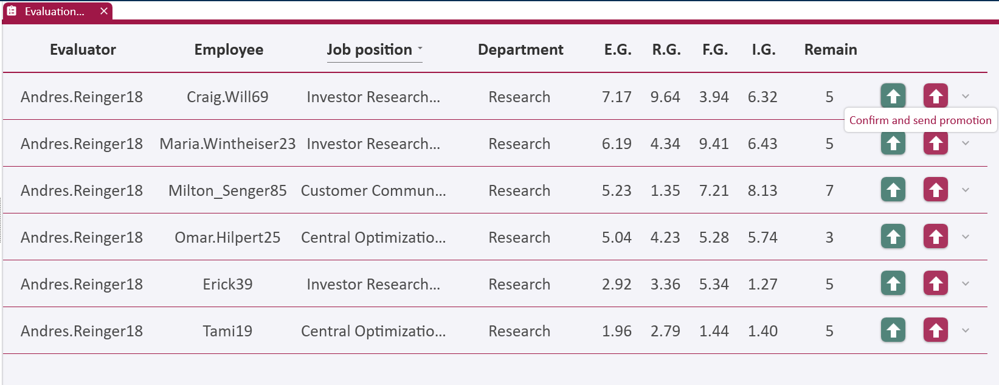 Evaluation...
Evaluator Employee Job position Department E.G. R.G. F.G. I.G. Remain
Andres.Reinger18 Craig.Will69 Investor Research... Research 7.17 9.64 3.94 6.32 5
Confirm and send promotion
Andres.Reinger18 Maria.Wintheiser23 Investor Research... Research 6.19 4.34 9.41 6.43 5
Andres.Reinger18 Milton_Senger85 Customer Commun... Research 5.23 1.35 7.21 8.13 7
Andres.Reinger18 Omar.Hilpert25 Central Optimizatio... Research 5.04 4.23 5.28 5.74 3
Andres.Reinger18 Erick39 Investor Research... Research 2.92 3.36 5.34 1.27 5
Andres.Reinger18 Tami19 Central Optimizatio... Research 1.96 2.79 1.44 1.40 5